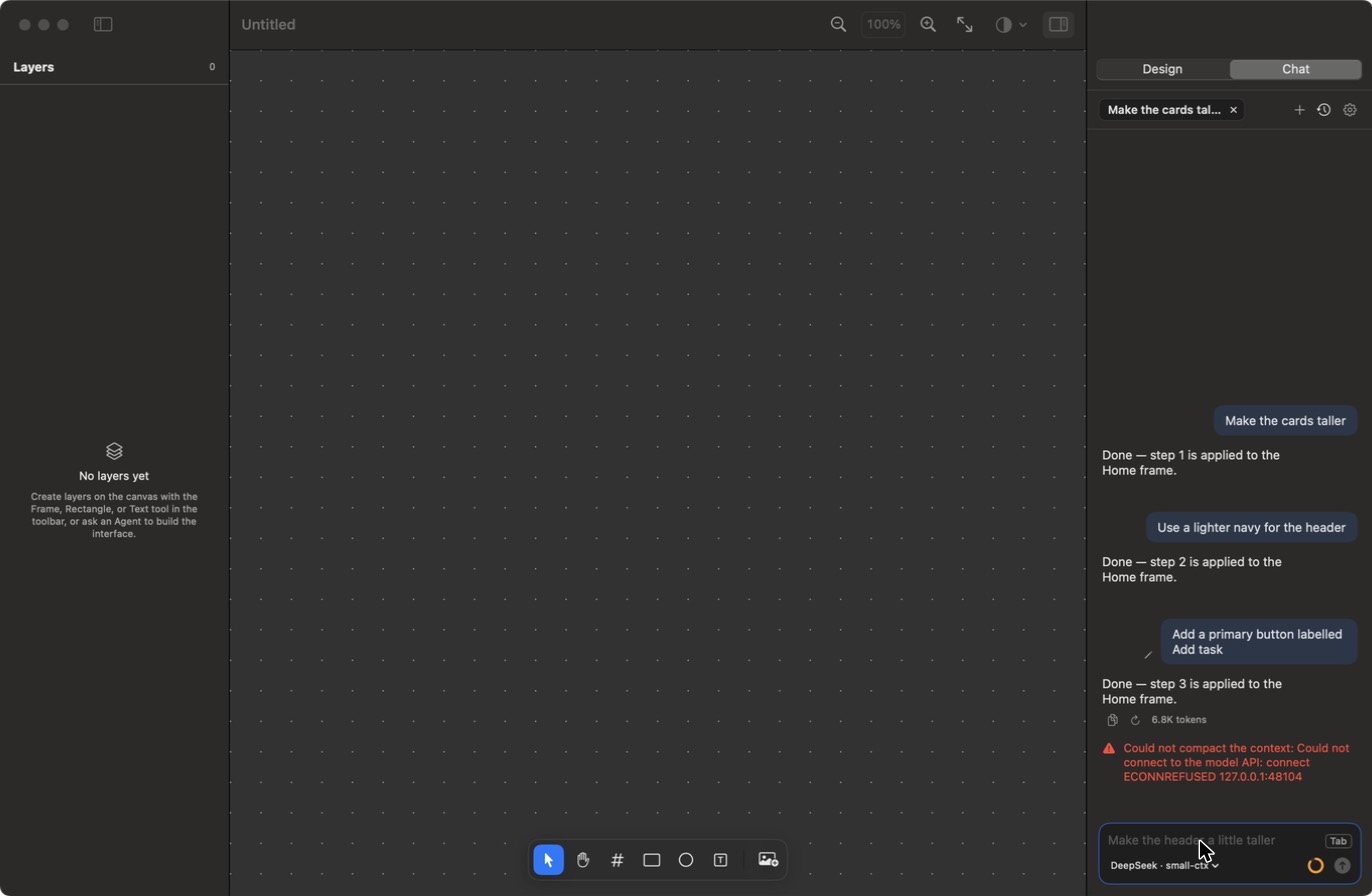 Untitled
100%
Layers
0
Design
Chat
Make the cards tal...
Make the cards taller
Done — step 1 is applied to the
Home frame.
Use a lighter navy for the header
Done — step 2 is applied to the
Home frame.
Add a primary button labelled
Add task
Done — step 3 is applied to the
Home frame.
6.8K tokens
Could not compact the context: Could not
connect to the model API: connect
ECONNREFUSED 127.0.0.1:48104
Make the header a little taller
Tab
DeepSeek · small-ctx
No layers yet
Create layers on the canvas with the
Frame, Rectangle, or Text tool in the
toolbar, or ask an Agent to build the
interface.